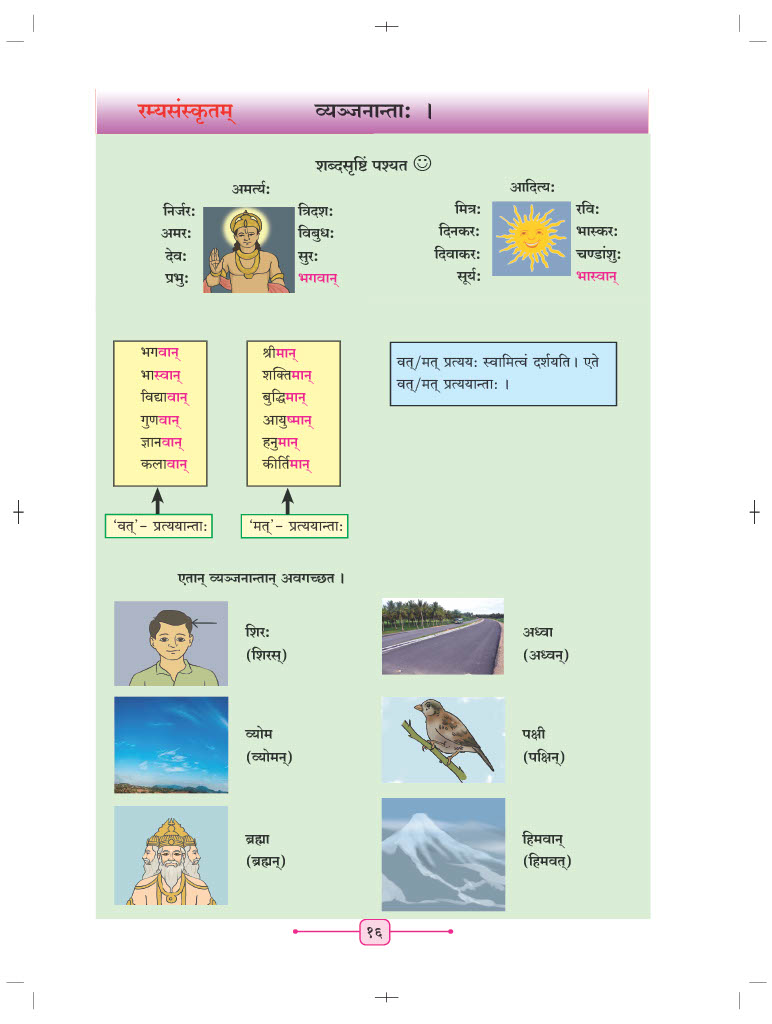 रम्यसंस्कृतम् व्यञ्जनान्ताः ।
शब्दसृष्टिं पश्यत
अमर्त्यः
निर्जरः
अमरः
देवः
प्रभुः
त्रिदशः
विबुधः
सुरः
भगवान्
आदित्यः
मित्रः
दिनकरः
दिवाकरः
सूर्यः
रविः
भास्करः
चण्डांशुः
भास्वान्
भगवान्
भास्वान्
विद्यावान्
गुणवान्
ज्ञानवान्
कलावान्
'वत्'- प्रत्ययान्ताः
श्रीमान्
शक्तिमान्
बुद्धिमान्
आयुष्मान्
हनुमान्
कीर्तिमान्
'मत्'- प्रत्ययान्ताः
वत्/मत् प्रत्ययः स्वामित्वं दर्शयति। एते
वत्/मत् प्रत्ययान्ताः ।
एतान् व्यञ्जनान्तान् अवगच्छत ।
शिरः
(शिरस्)
अध्वा
(अध्वन्)
व्योम
(व्योमन्)
पक्षी
(पक्षिन्)
ब्रह्मा
(ब्रह्मन्)
हिमवान्
(हिमवत्)
१६